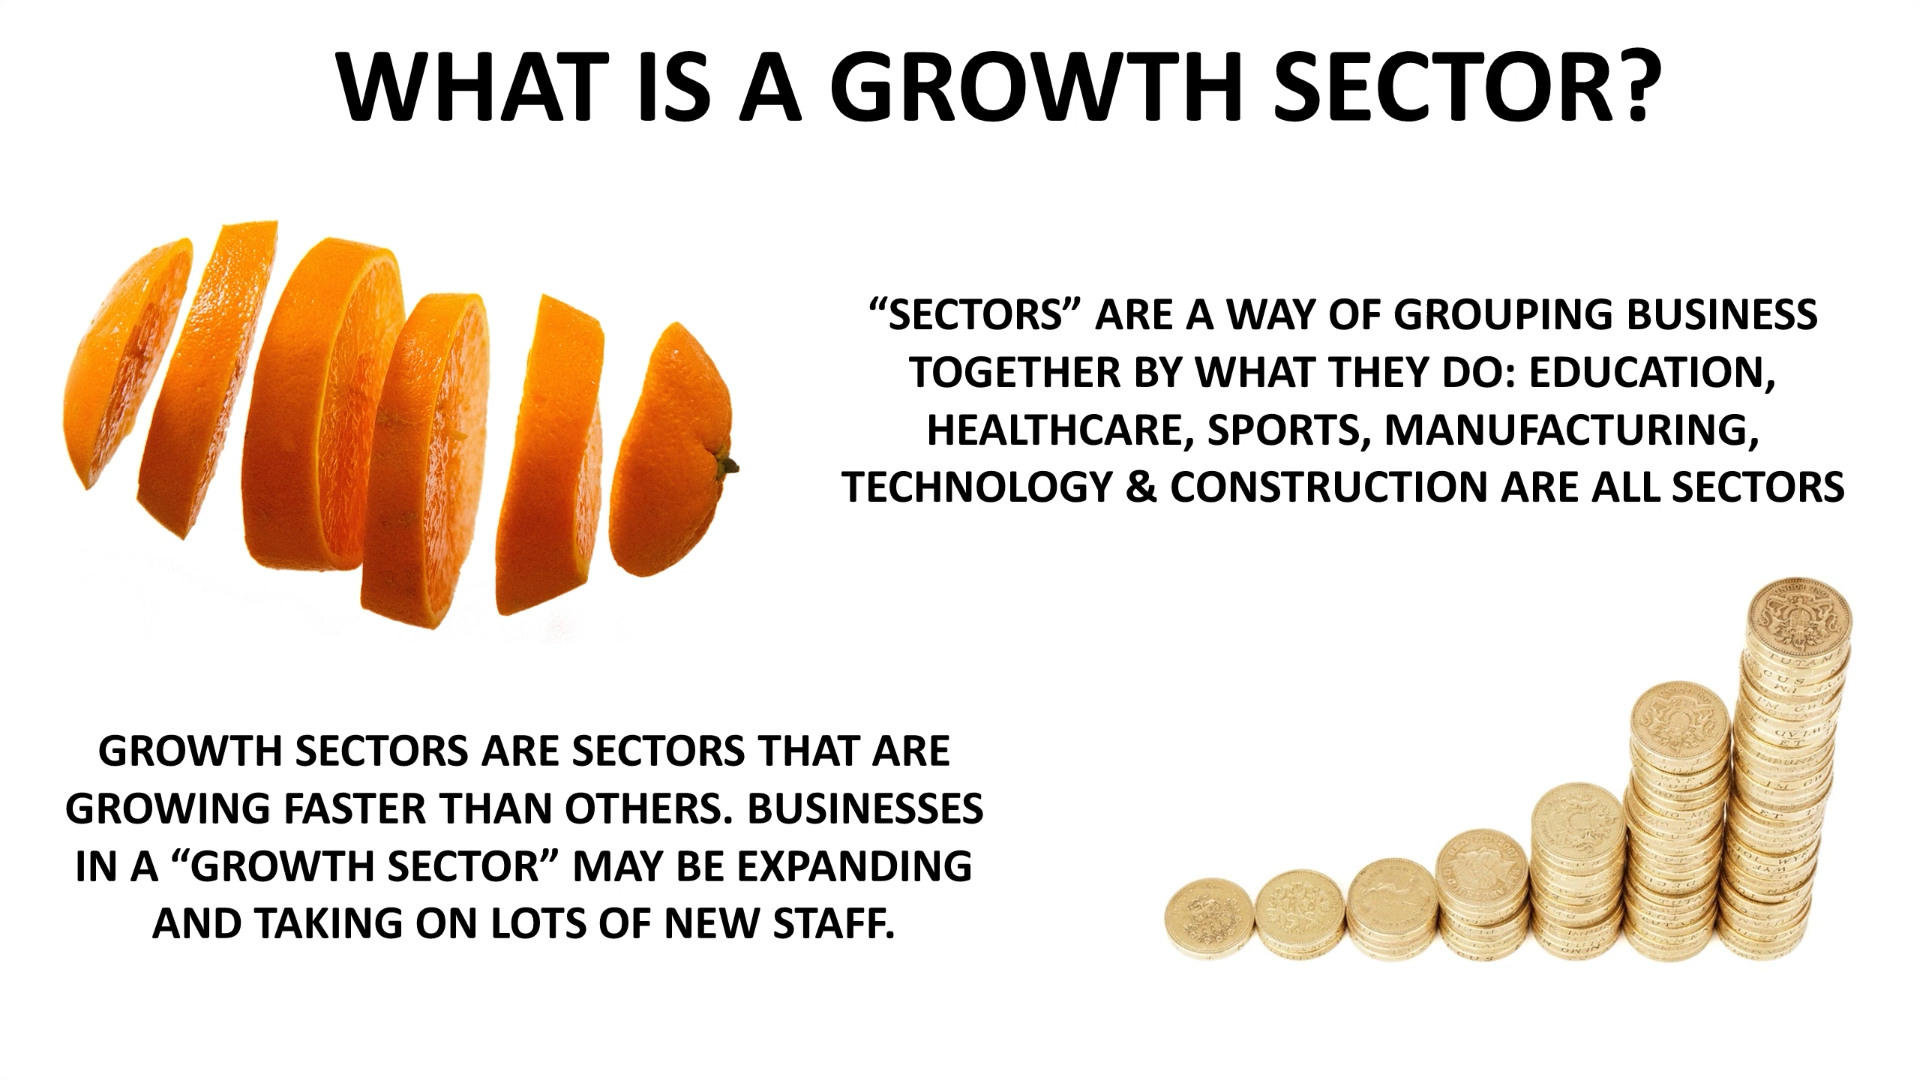 WHAT IS A GROWTH SECTOR?
“SECTORS” ARE A WAY OF GROUPING BUSINESS
TOGETHER BY WHAT THEY DO: EDUCATION,
HEALTHCARE, SPORTS, MANUFACTURING,
TECHNOLOGY & CONSTRUCTION ARE ALL SECTORS
GROWTH SECTORS ARE SECTORS THAT ARE
GROWING FASTER THAN OTHERS. BUSINESSES
IN A “GROWTH SECTOR” MAY BE EXPANDING
AND TAKING ON LOTS OF NEW STAFF.